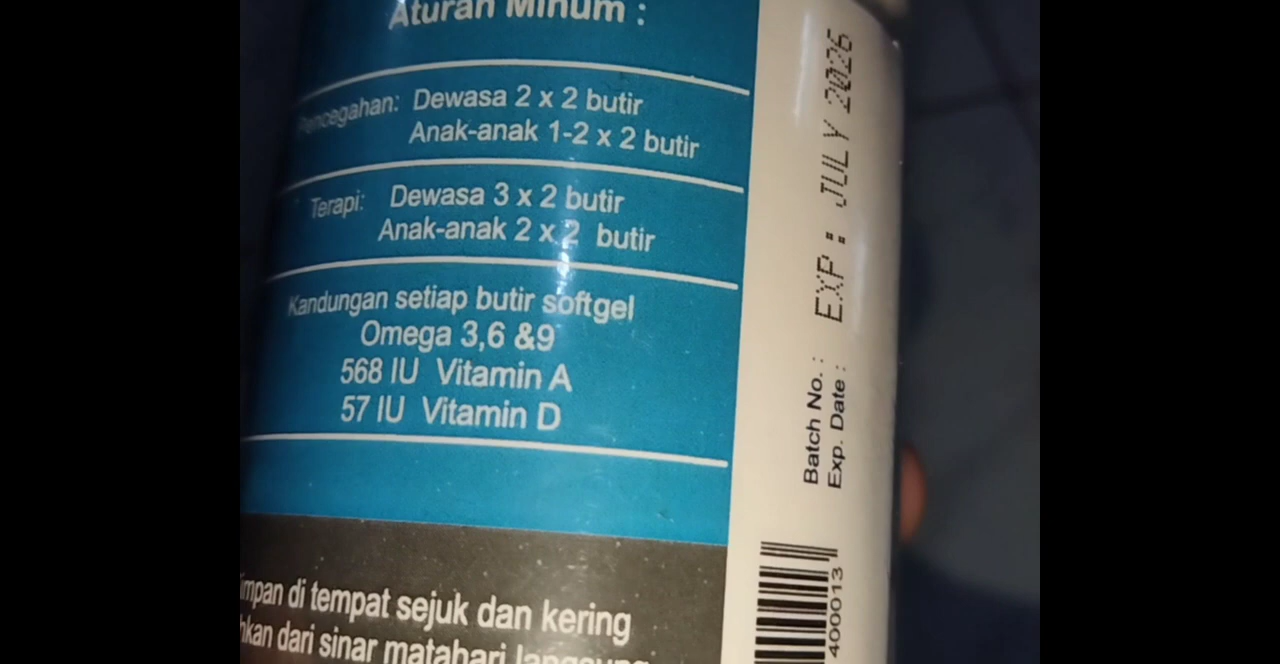 Aturan Minum :
Pencegahan: Dewasa 2 x 2 butir
Anak-anak 1-2 x 2 butir
Terapi: Dewasa 3 x 2 butir
Anak-anak 2 x 2 butir
Kandungan setiap butir softgel
Omega 3,6 &9
568 IU Vitamin A
57 IU Vitamin D
impan di tempat sejuk dan kering
hkan dari sinar matahari langsung
EXP : JULY 2026
Batch No. :
Exp. Date :
400013